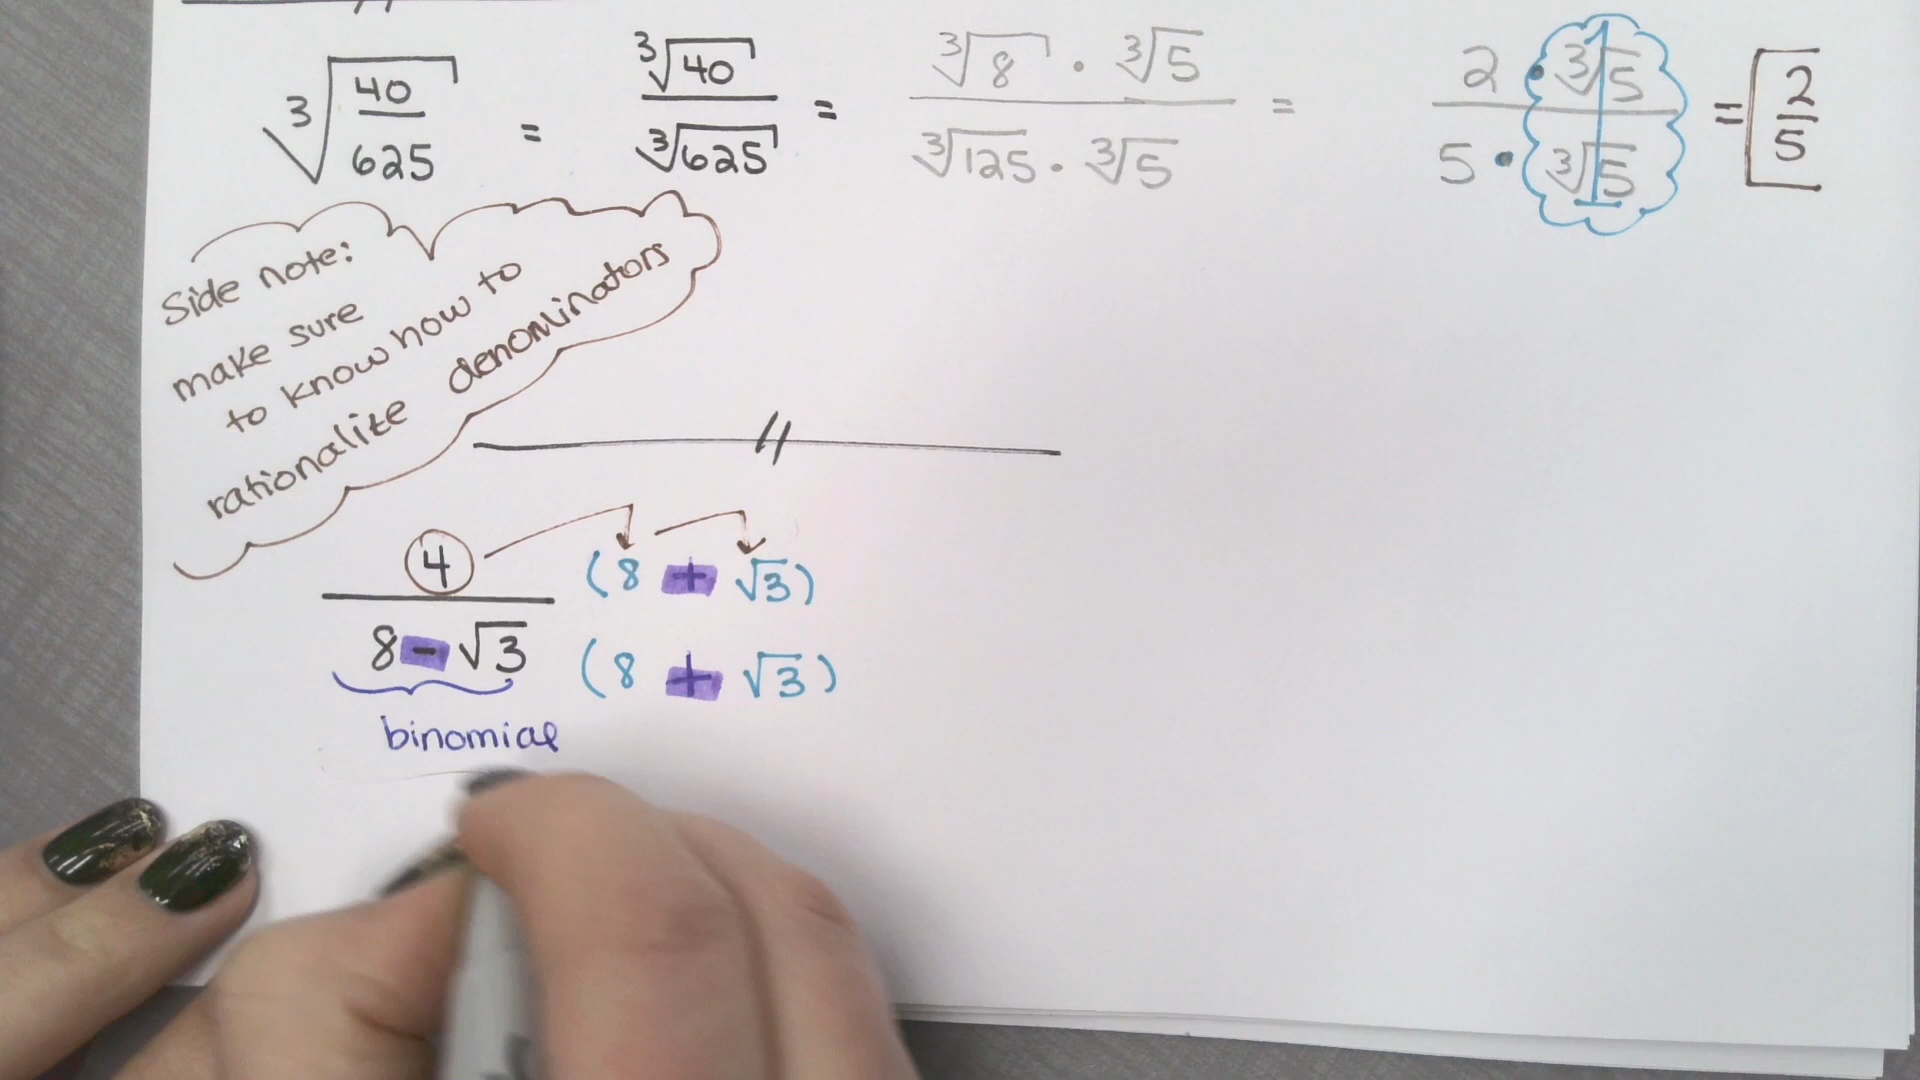 ∛(40/625) = ∛40/∛625 = (∛8 · ∛5)/(∛125 · ∛5) = (2 · ∛5)/(5 · ∛5) = [2/5
1
Side note:
make sure
to know how to
rationalize denominators
4 (8 + √3)
8 - √3 (8 + √3)
binomial